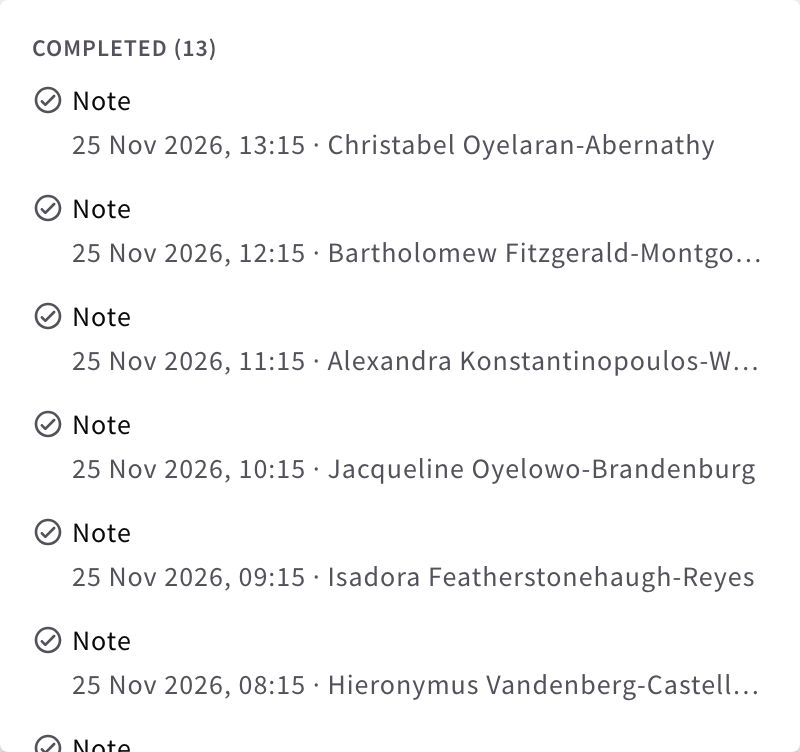 COMPLETED (13)
Note
25 Nov 2026, 13:15 · Christabel Oyelaran-Abernathy
Note
25 Nov 2026, 12:15 · Bartholomew Fitzgerald-Montgo…
Note
25 Nov 2026, 11:15 · Alexandra Konstantinopoulos-W…
Note
25 Nov 2026, 10:15 · Jacqueline Oyelowo-Brandenburg
Note
25 Nov 2026, 09:15 · Isadora Featherstonehaugh-Reyes
Note
25 Nov 2026, 08:15 · Hieronymus Vandenberg-Castell…
Note